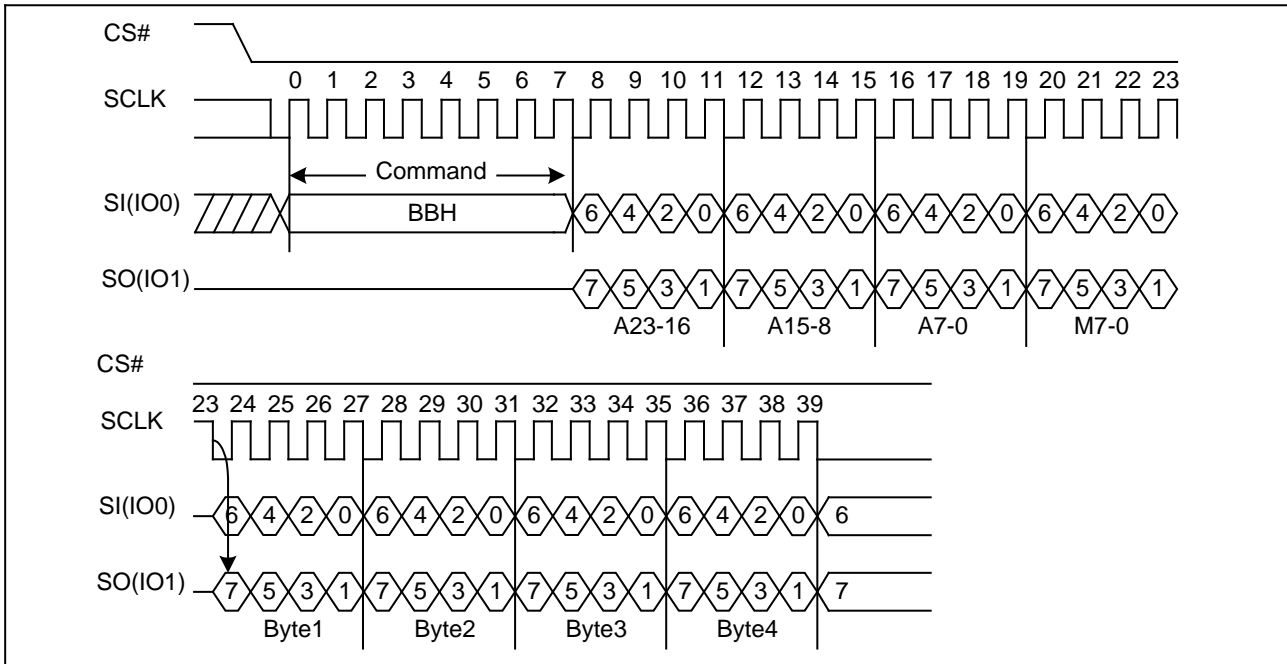 CS#
0 1 2 3 4 5 6 7 8 9 10 11 12 13 14 15 16 17 18 19 20 21 22 23
SCLK
Command
SI(IO0) BBH 6 4 2 0 6 4 2 0 6 4 2 0 6 4 2 0
SO(IO1) 7 5 3 1 7 5 3 1 7 5 3 1 7 5 3 1
A23-16 A15-8 A7-0 M7-0
CS#
23 24 25 26 27 28 29 30 31 32 33 34 35 36 37 38 39
SCLK
SI(IO0) 6 4 2 0 6 4 2 0 6 4 2 0 6 4 2 0 6
SO(IO1) 7 5 3 1 7 5 3 1 7 5 3 1 7 5 3 1 7
Byte1 Byte2 Byte3 Byte4